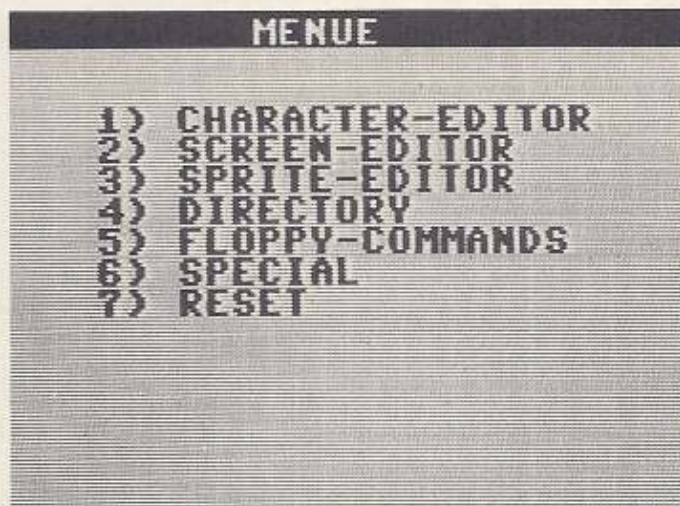 MENUE
1) CHARACTER-EDITOR
2) SCREEN-EDITOR
3) SPRITE-EDITOR
4) DIRECTORY
5) FLOPPY-COMMANDS
6) SPECIAL
7) RESET